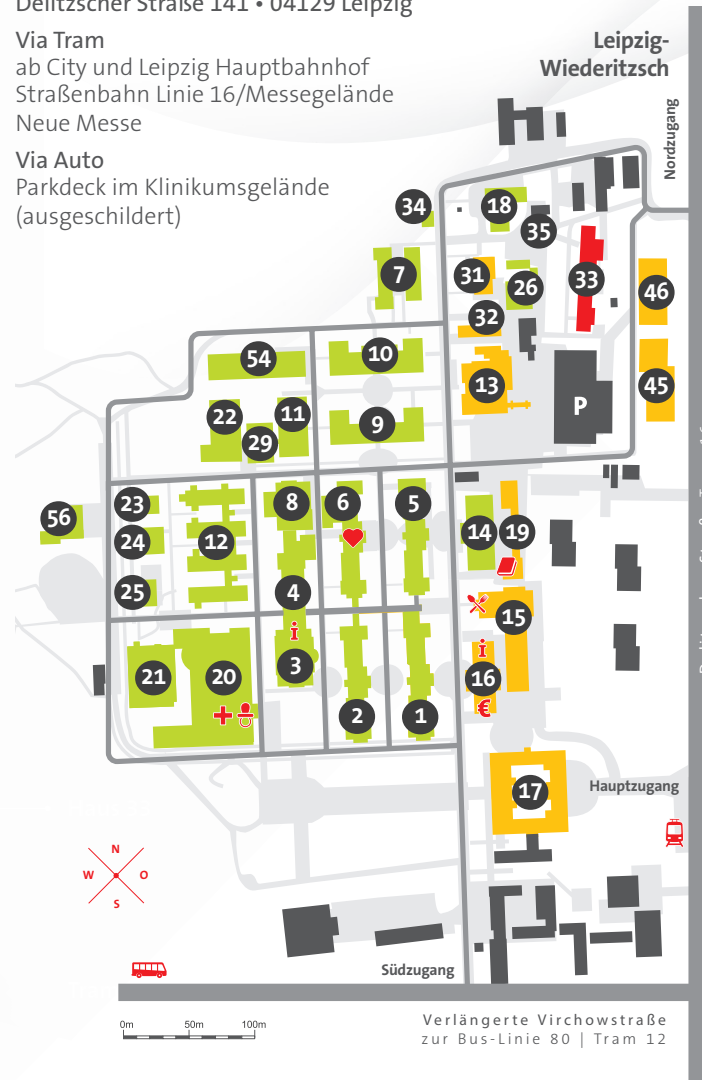 Delitzscher Straße 141 • 04129 Leipzig
Via Tram
ab City und Leipzig Hauptbahnhof
Straßenbahn Linie 16/Messegelände
Neue Messe
Via Auto
Parkdeck im Klinikumsgelände
(ausgeschildert)
Leipzig-
Wiederitzsch
Nordzugang
34
18
35
7
31
26
33
46
32
54
10
13
45
P
22
11
29
9
56
23
8
6
5
24
12
14
19
25
4
15
i
i
21
20
3
16
€
2
1
17
Hauptzugang
N
W
O
S
Südzugang
0m
50m
100m
Verlängerte Virchowstraße
zur Bus-Linie 80 | Tram 12